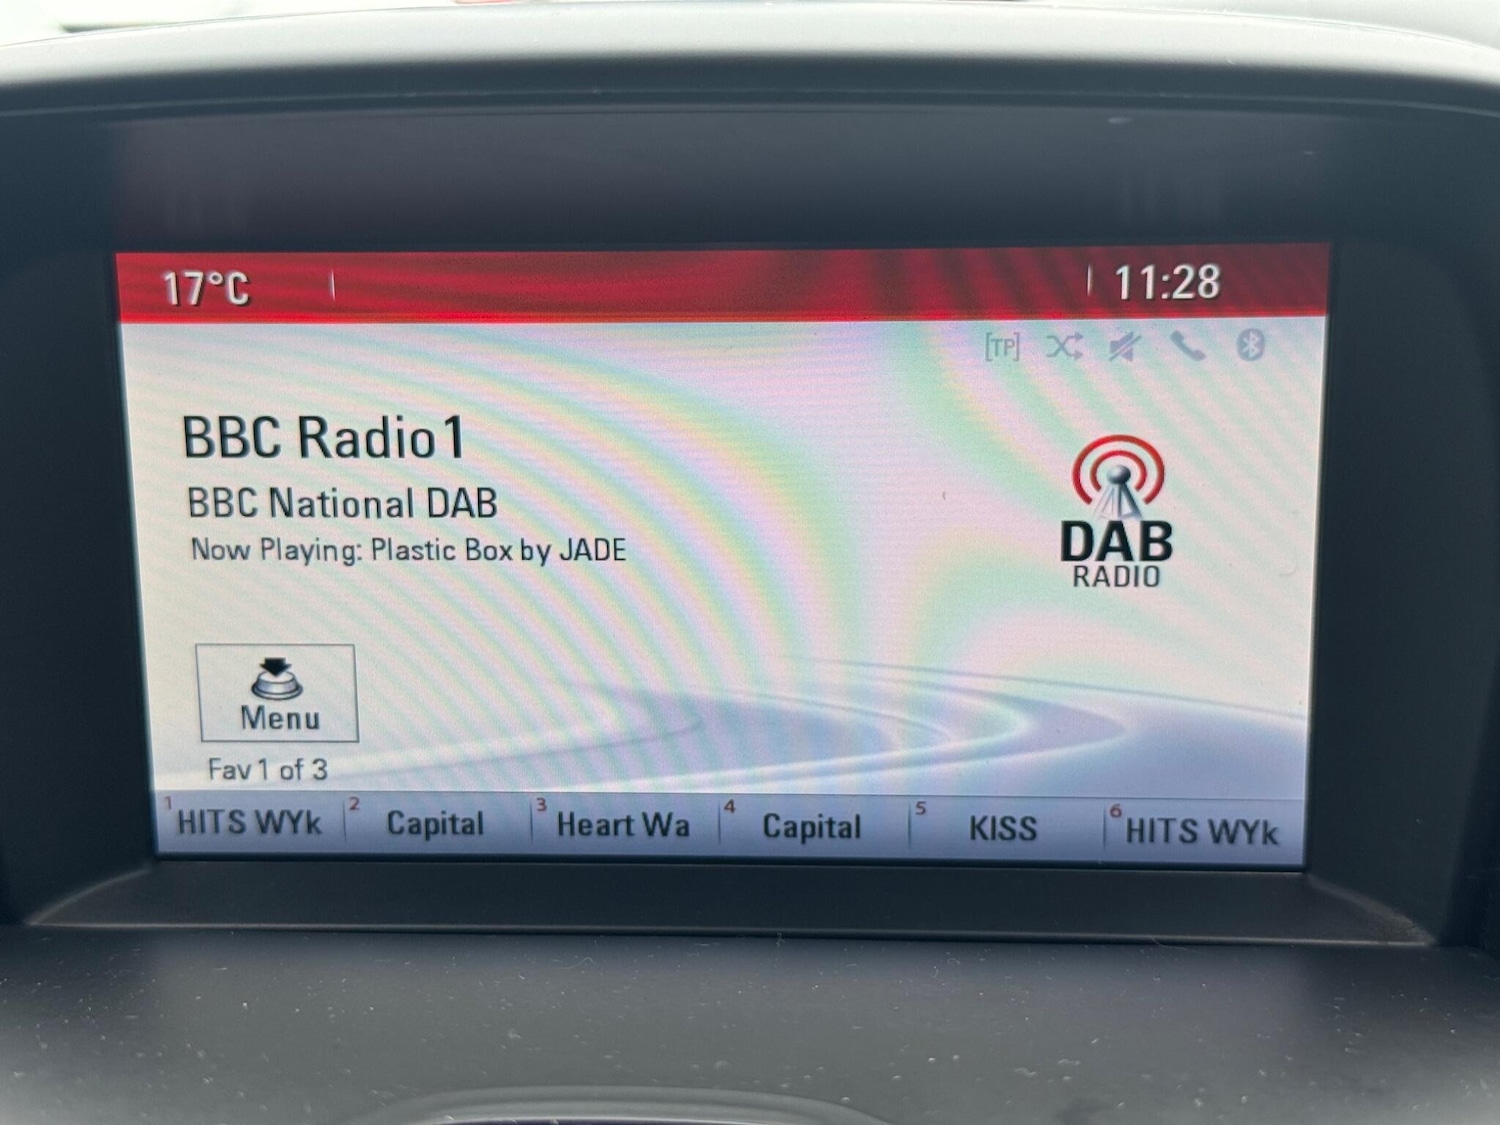 17°C 11:28
[TP]
BBC Radio 1
BBC National DAB
Now Playing: Plastic Box by JADE
DAB
RADIO
Menu
Fav 1 of 3
1 HITS WYk 2 Capital 3 Heart Wa 4 Capital 5 KISS 6 HITS WYk